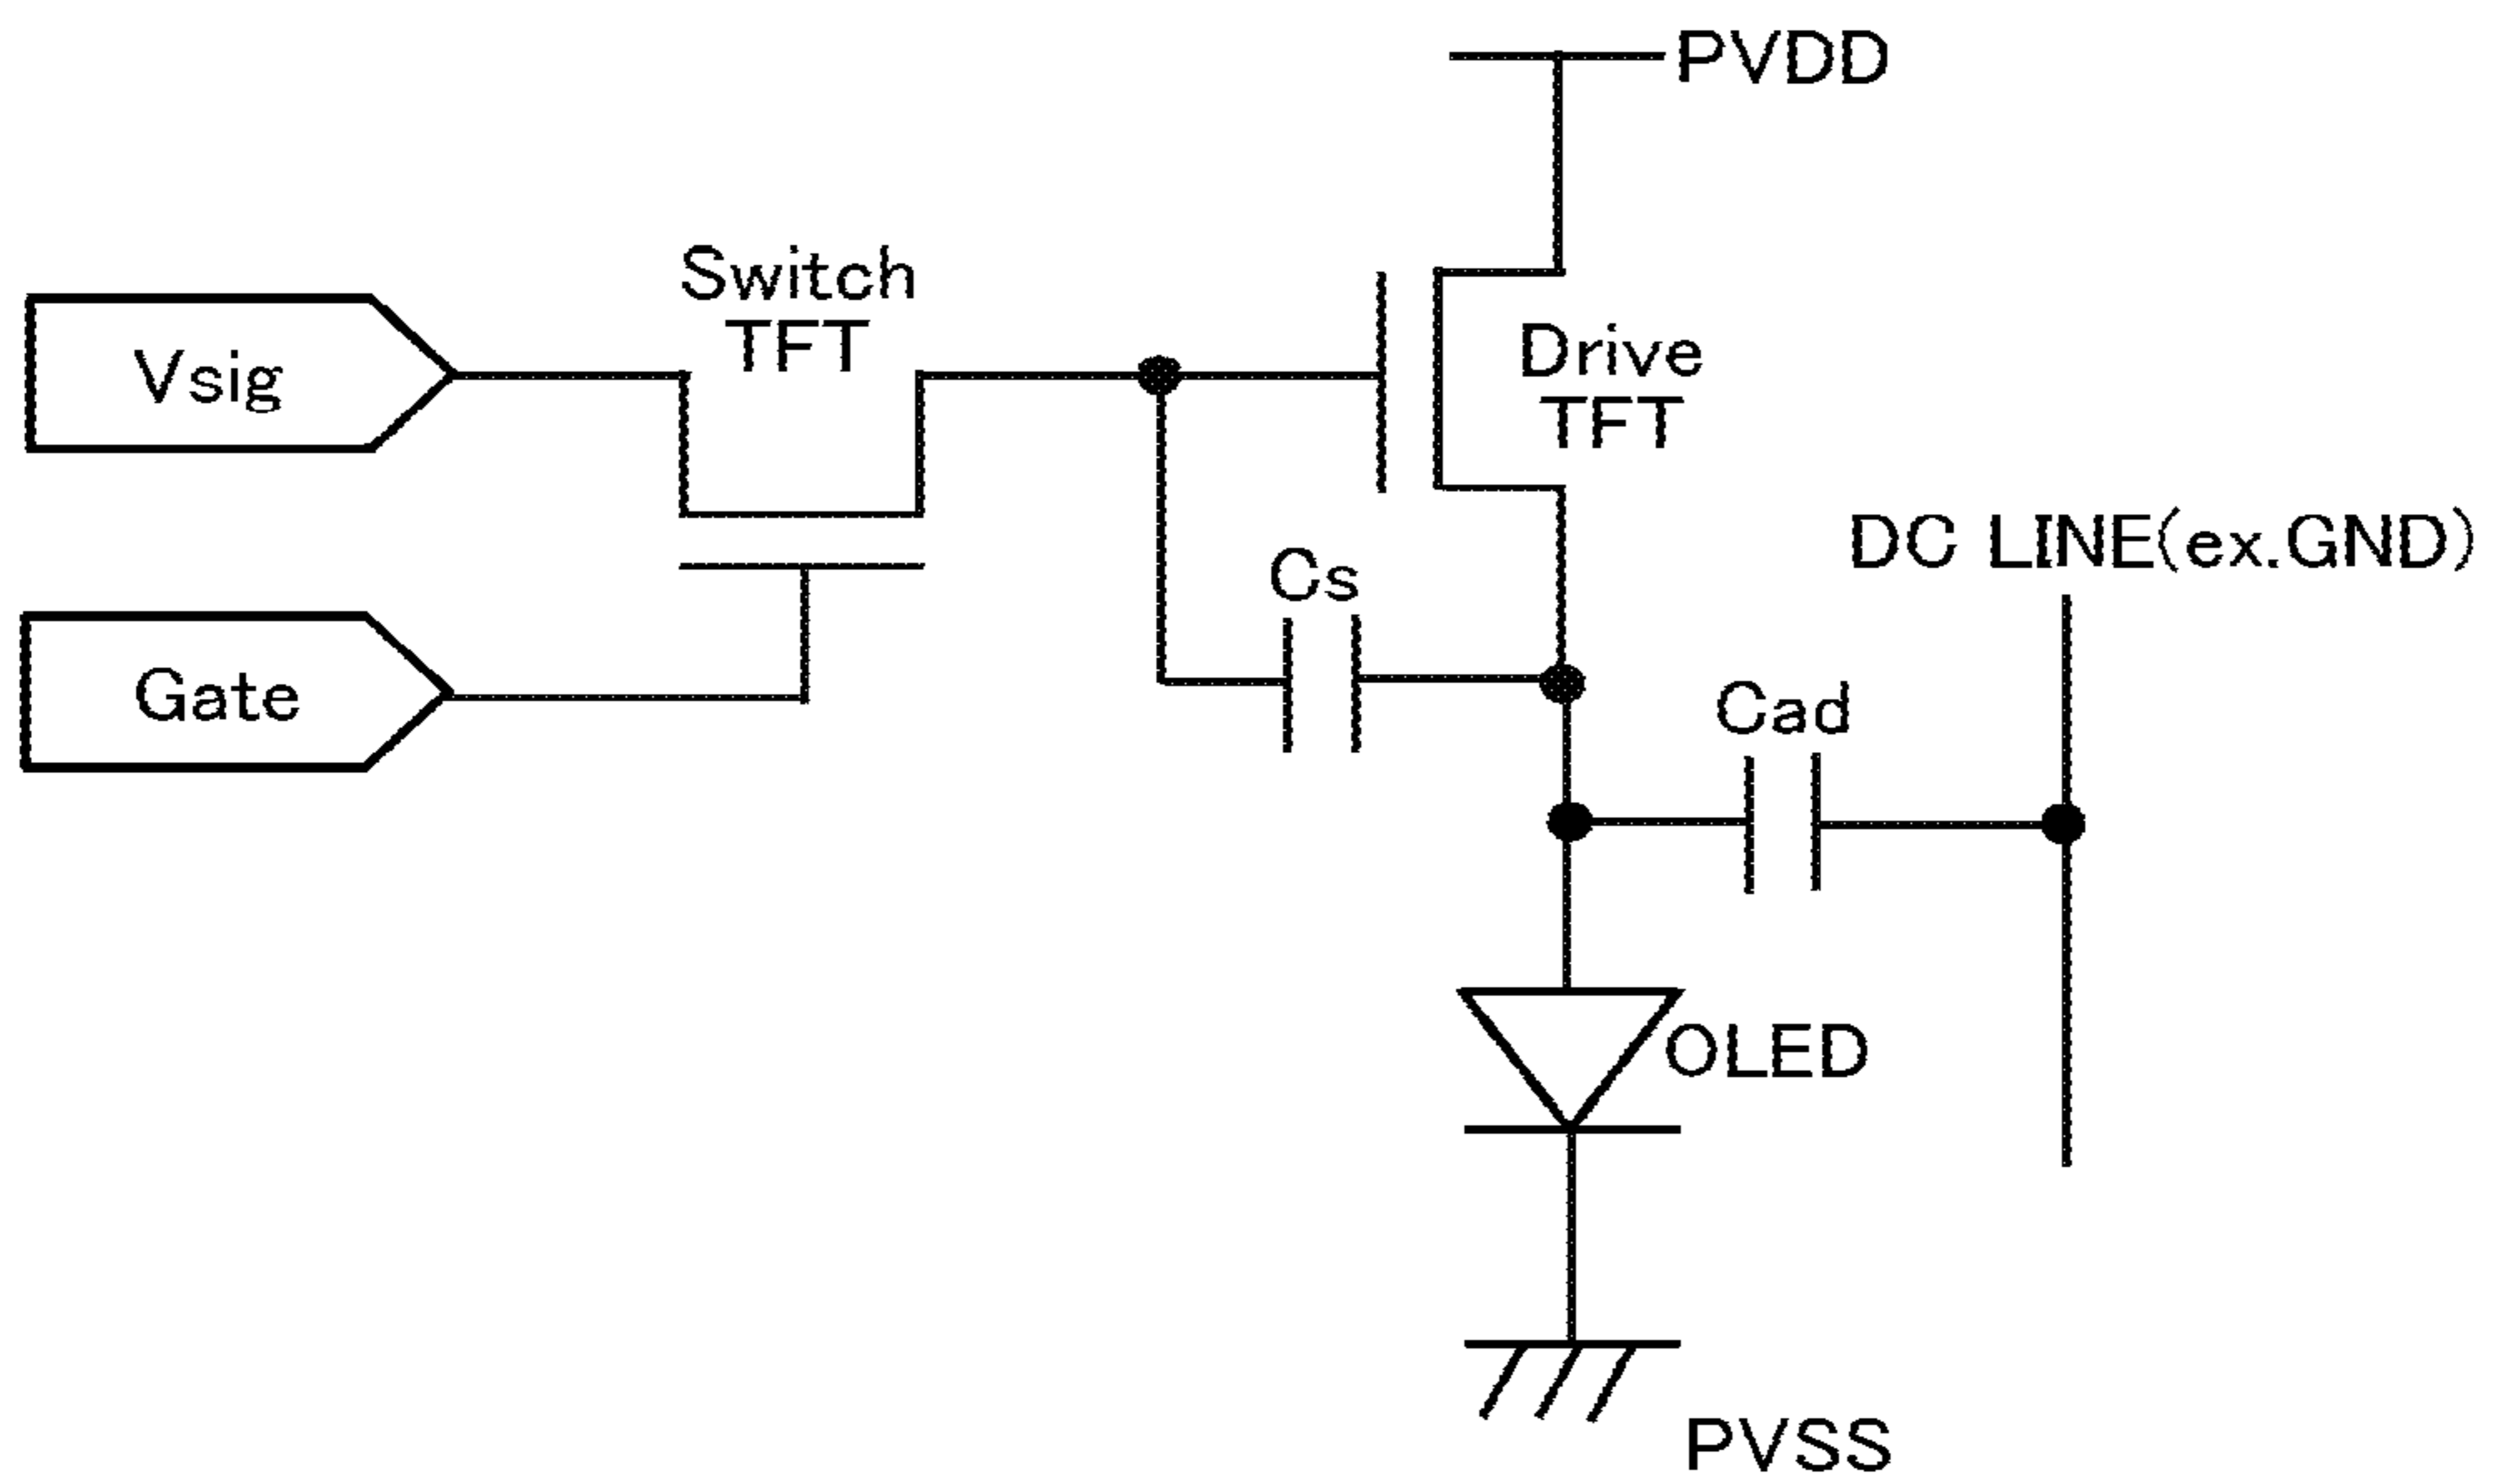 PVDD
Switch
TFT
Vsig
Drive
TFT
DC LINE(ex.GND)
Cs
Gate
Cad
OLED
PVSS